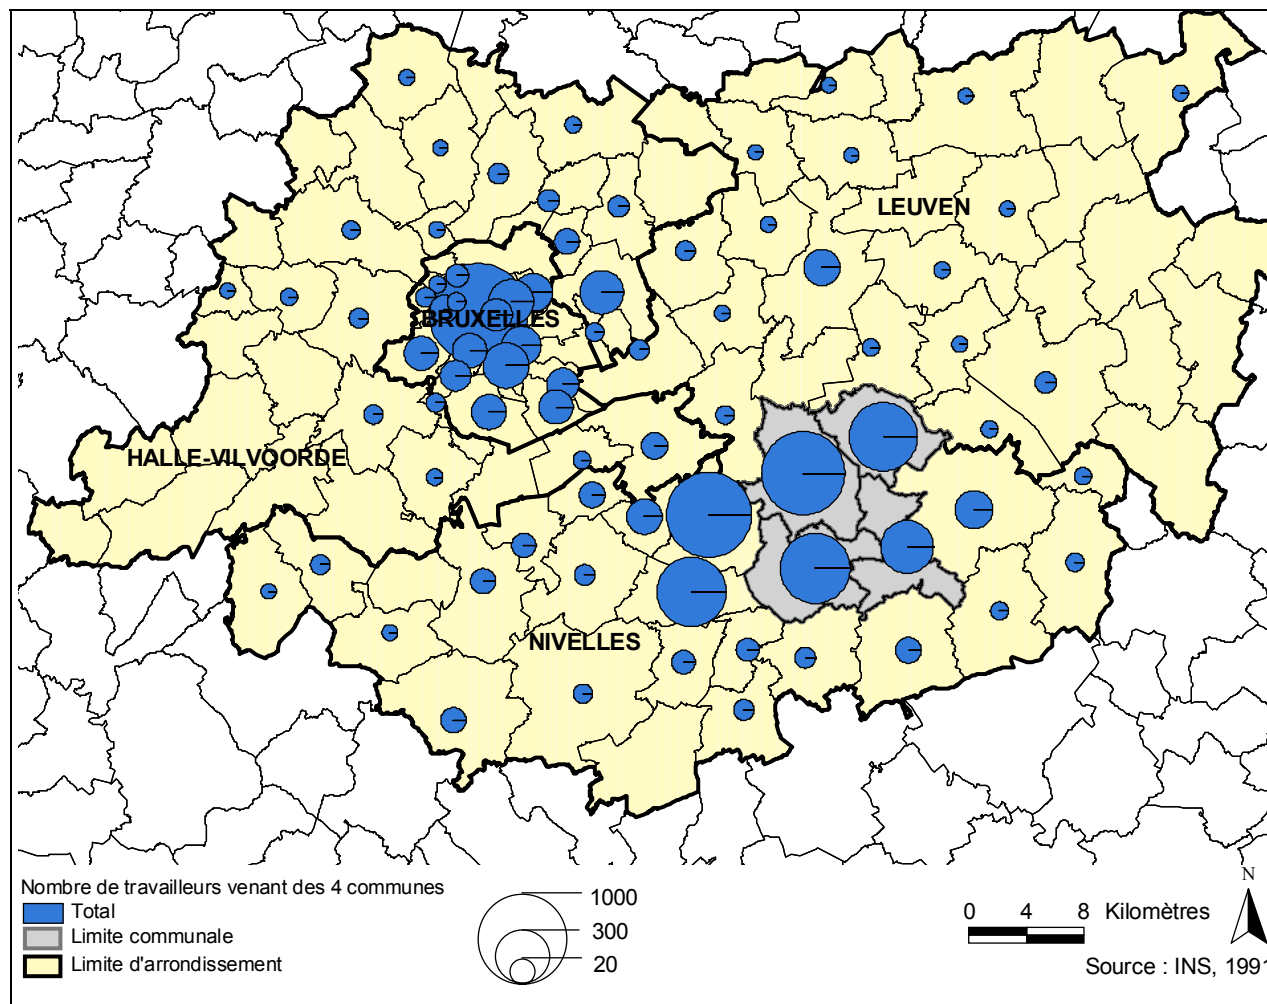 LEUVEN
BRUXELLES
HALLE-VILVOORDE
NIVELLES
Nombre de travailleurs venant des 4 communes
Total
Limite communale
Limite d'arrondissement
1000
300
20
0 4 8 Kilomètres
N
Source : INS, 1991